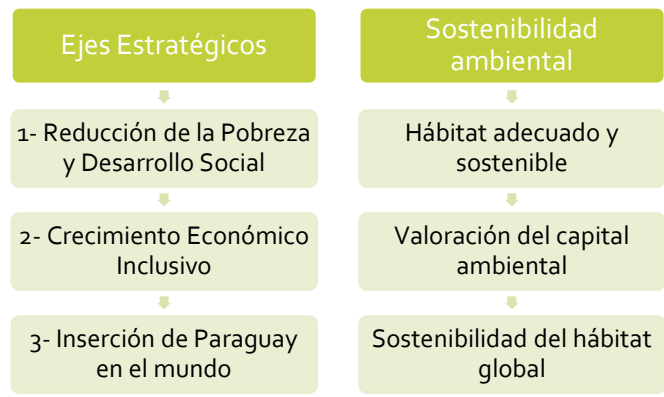 Ejes Estratégicos
1- Reducción de la Pobreza
y Desarrollo Social
2- Crecimiento Económico
Inclusivo
3- Inserción de Paraguay
en el mundo
Sostenibilidad
ambiental
Hábitat adecuado y
sostenible
Valoración del capital
ambiental
Sostenibilidad del hábitat
global